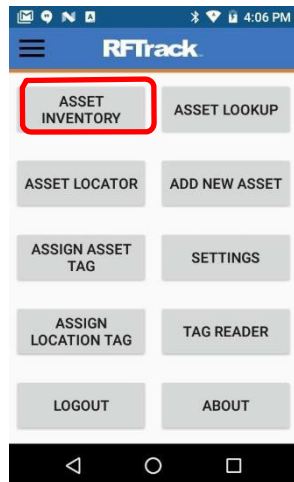 4:06 PM
RFTrack
ASSET
INVENTORY
ASSET LOOKUP
ASSET LOCATOR
ADD NEW ASSET
ASSIGN ASSET
TAG
SETTINGS
ASSIGN
LOCATION TAG
TAG READER
LOGOUT
ABOUT